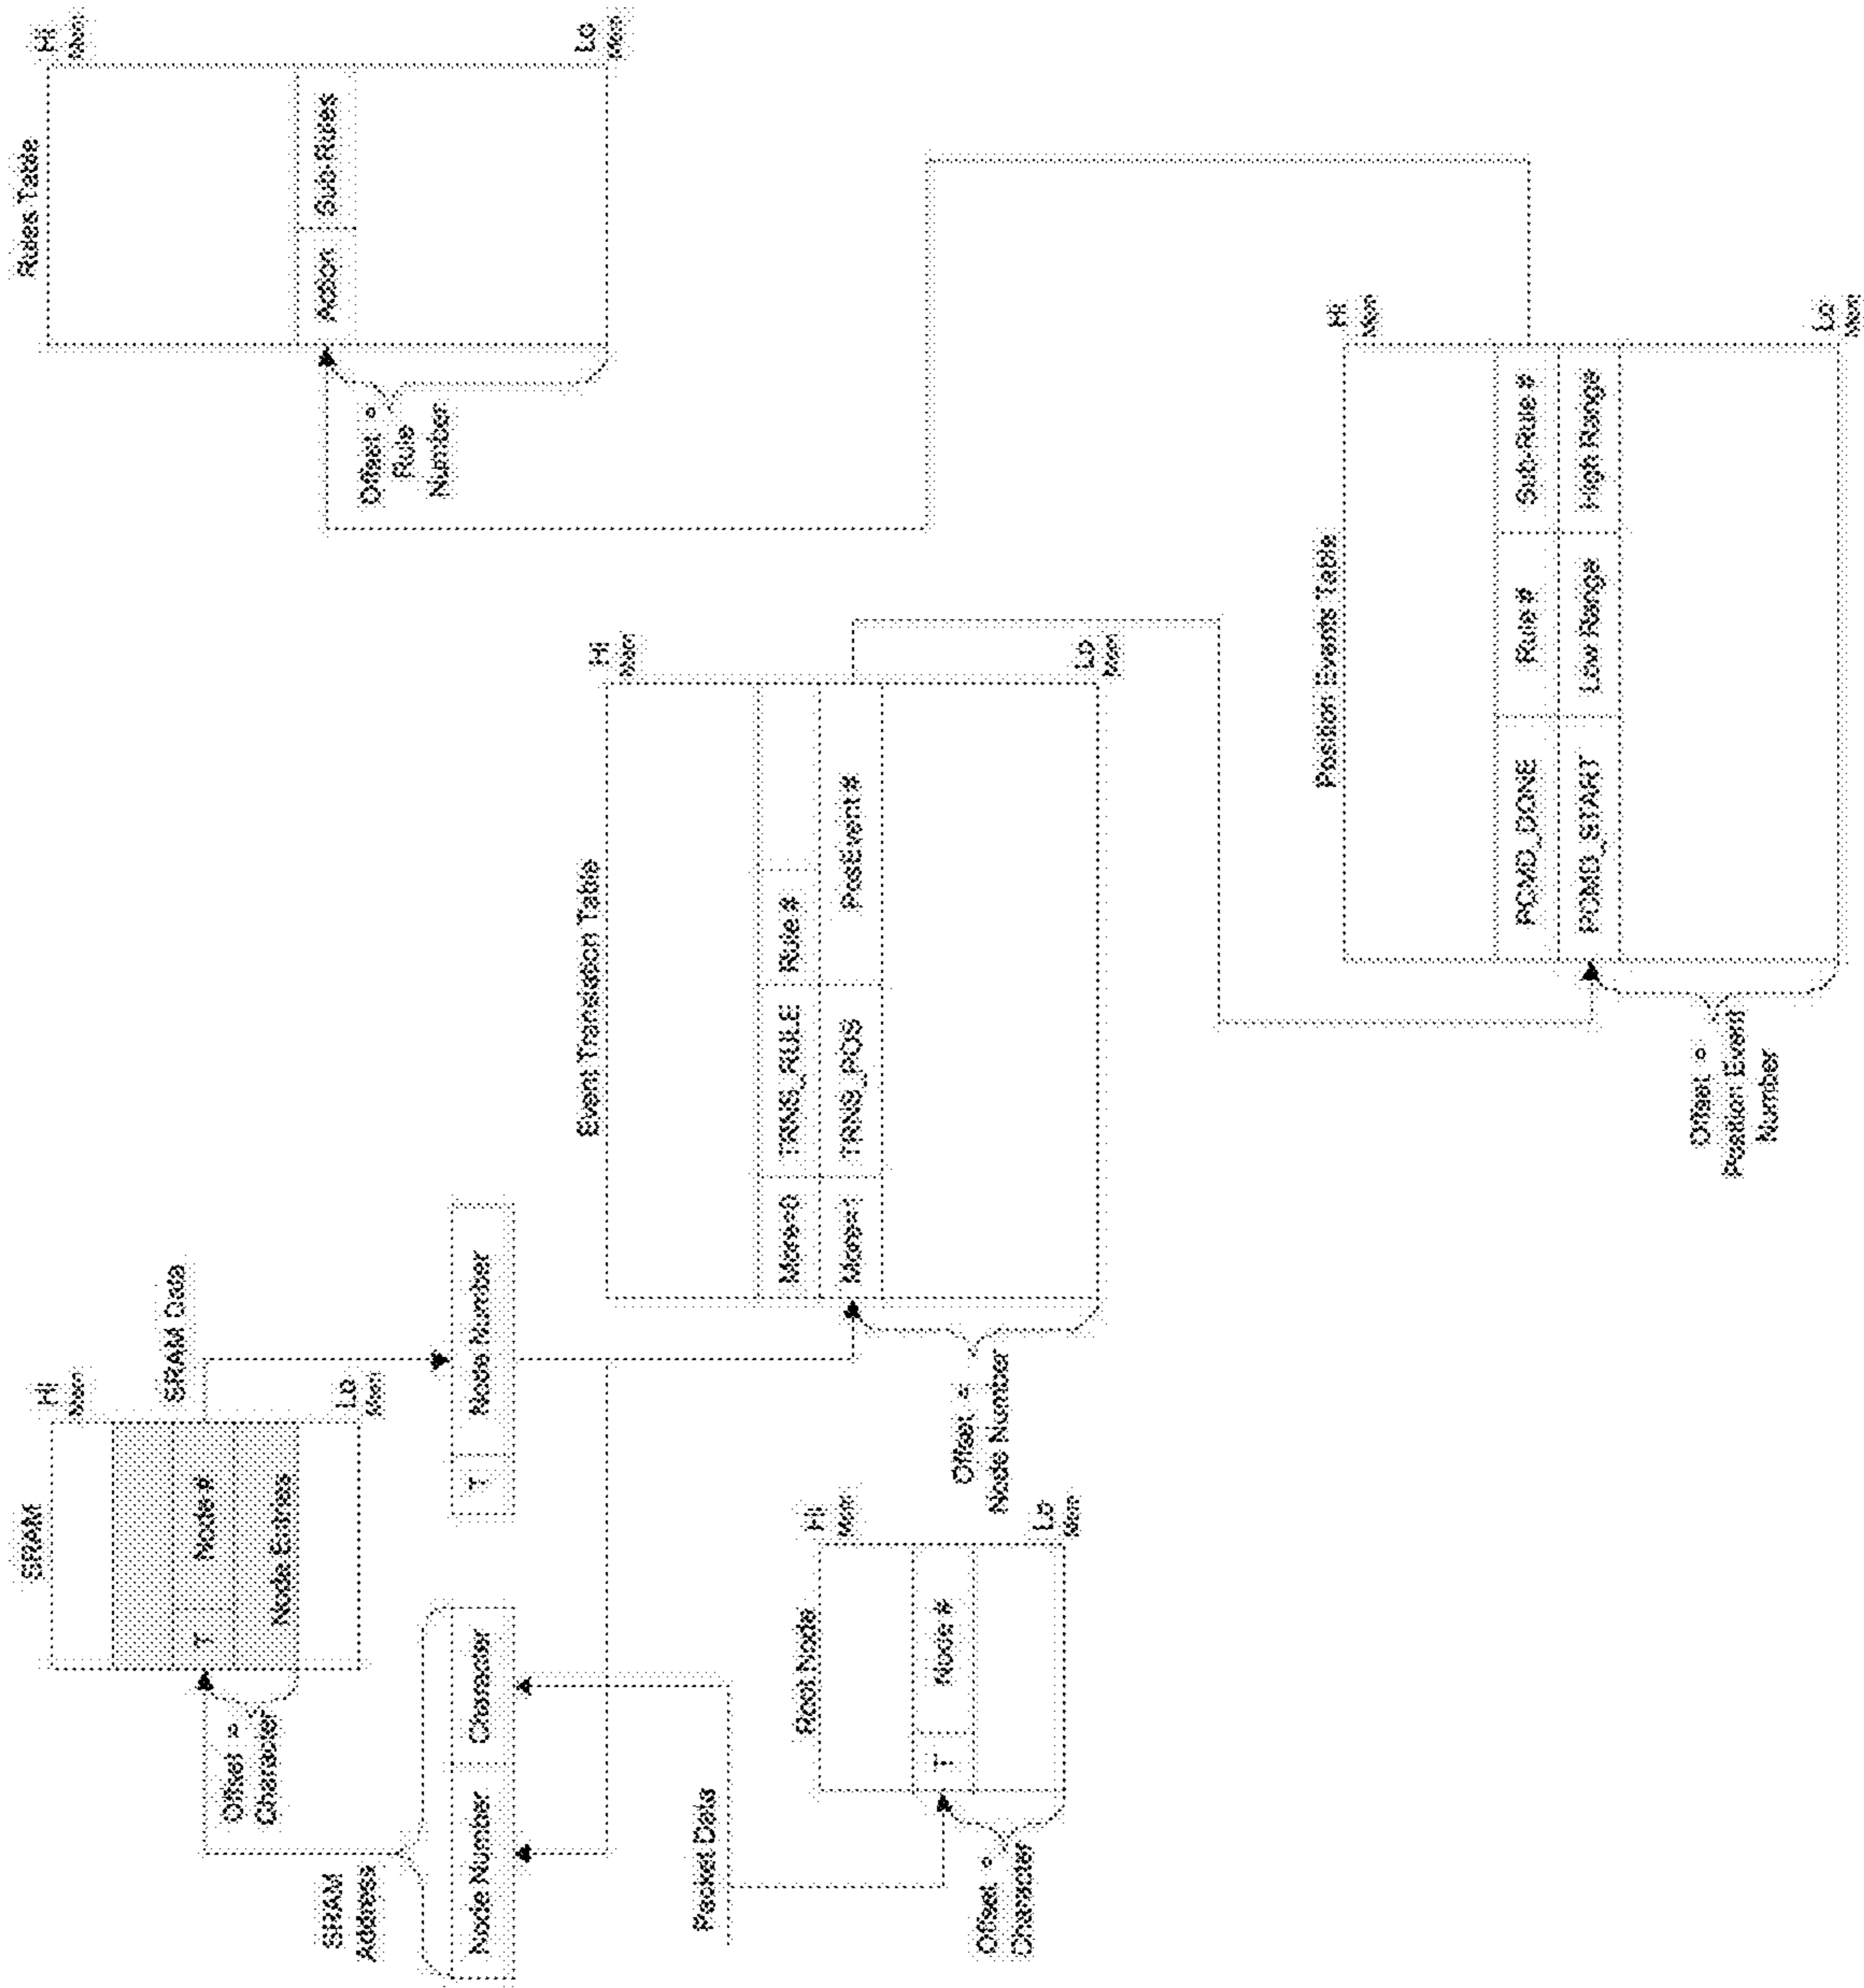 SRAM
Hi
Mem
T
Node #
Node Entries
Lo
Mem
SRAM Data
Offset =
Character
SRAM
Address
Node Number
Character
T
Node Number
Packet Data
Root Node
Hi
Mem
T
Node #
Lo
Mem
Offset =
Character
Event Translation Table
Hi
Mem
More=0
TRNS_RULE
Rule #
More=1
TRNS_POS
PosEvent #
Lo
Mem
Offset =
Node Number
Rules Table
Hi
Mem
Action
Sub-Rules
Lo
Mem
Offset =
Rule
Number
Position Events Table
Hi
Mem
PCMD_DONE
Rule #
Sub-Rule #
PCMD_START
Low Range
High Range
Lo
Mem
Offset =
Position Event
Number